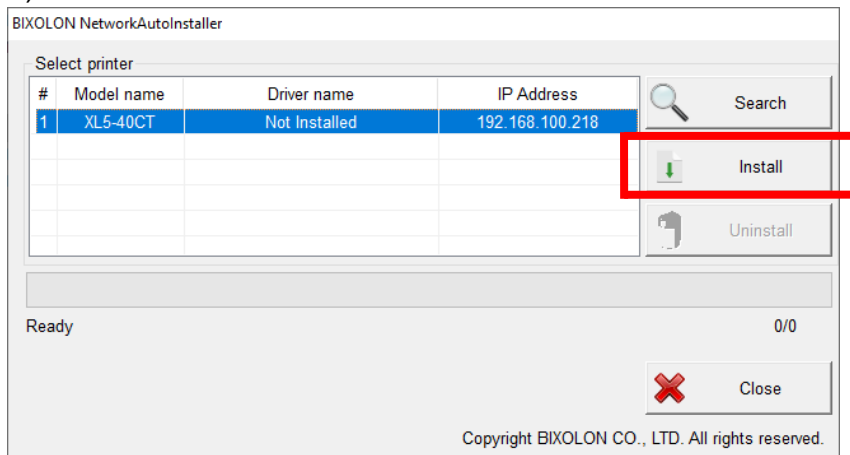 BIXOLON NetworkAutoInstaller
Select printer
# Model name Driver name IP Address
1 XL5-40CT Not Installed 192.168.100.218
Search
Install
Uninstall
Ready 0/0
Close
Copyright BIXOLON CO., LTD. All rights reserved.